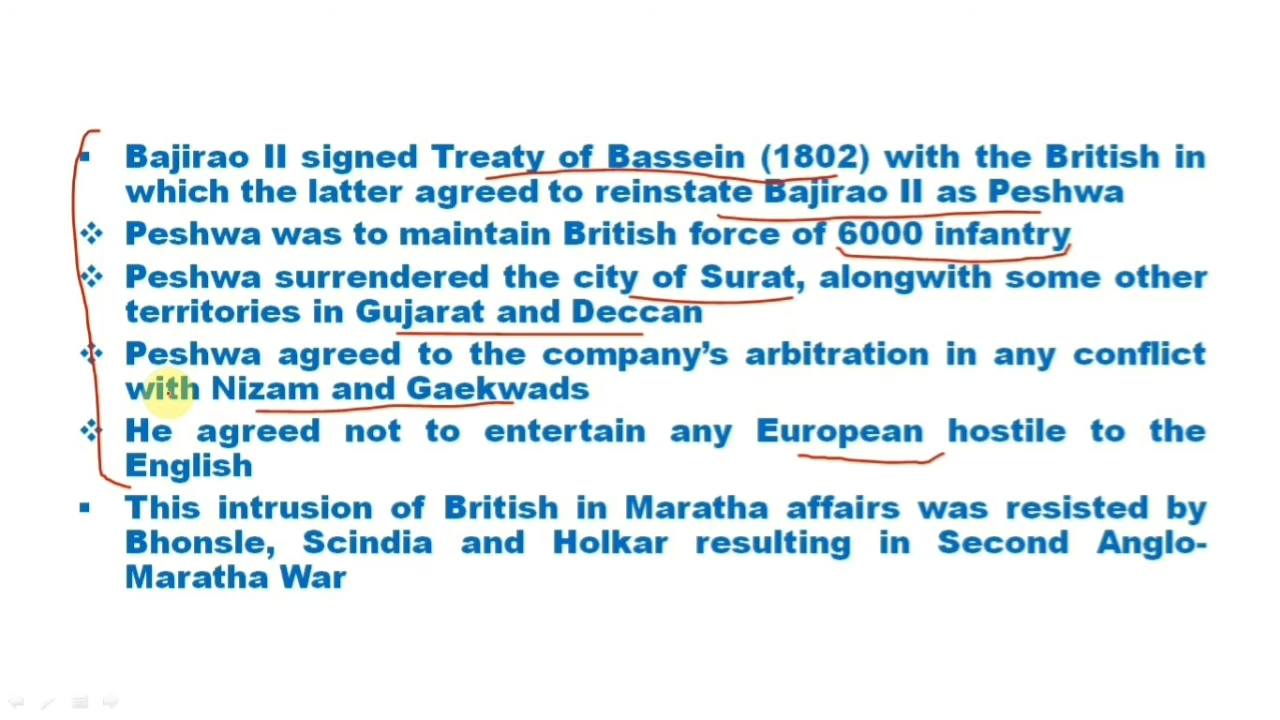 ▪ Bajirao II signed Treaty of Bassein (1802) with the British in
which the latter agreed to reinstate Bajirao II as Peshwa
❖ Peshwa was to maintain British force of 6000 infantry
❖ Peshwa surrendered the city of Surat, alongwith some other
territories in Gujarat and Deccan
❖ Peshwa agreed to the company's arbitration in any conflict
with Nizam and Gaekwads
❖ He agreed not to entertain any European hostile to the
English
▪ This intrusion of British in Maratha affairs was resisted by
Bhonsle, Scindia and Holkar resulting in Second Anglo-
Maratha War